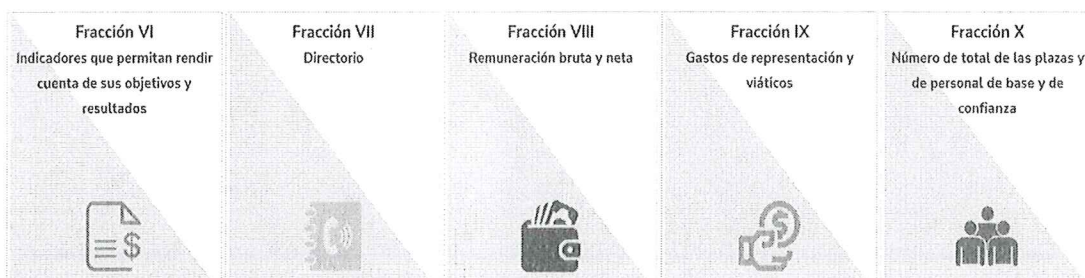 Fracción VI
Indicadores que permitan rendir
cuenta de sus objetivos y
resultados
$
Fracción VII
Directorio
Fracción VIII
Remuneración bruta y neta
Fracción IX
Gastos de representación y
viáticos
$
Fracción X
Número de total de las plazas y
de personal de base y de
confianza